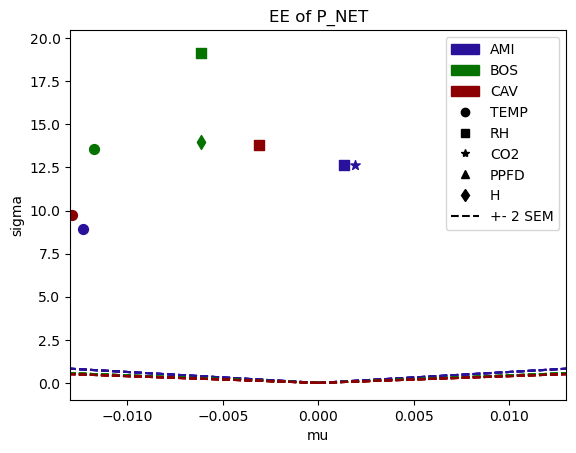 EE of P_NET
20.0
17.5
15.0
12.5
10.0
7.5
5.0
2.5
0.0
sigma
−0.010
−0.005
0.000
0.005
0.010
mu
AMI
BOS
CAV
TEMP
RH
CO2
PPFD
H
+- 2 SEM